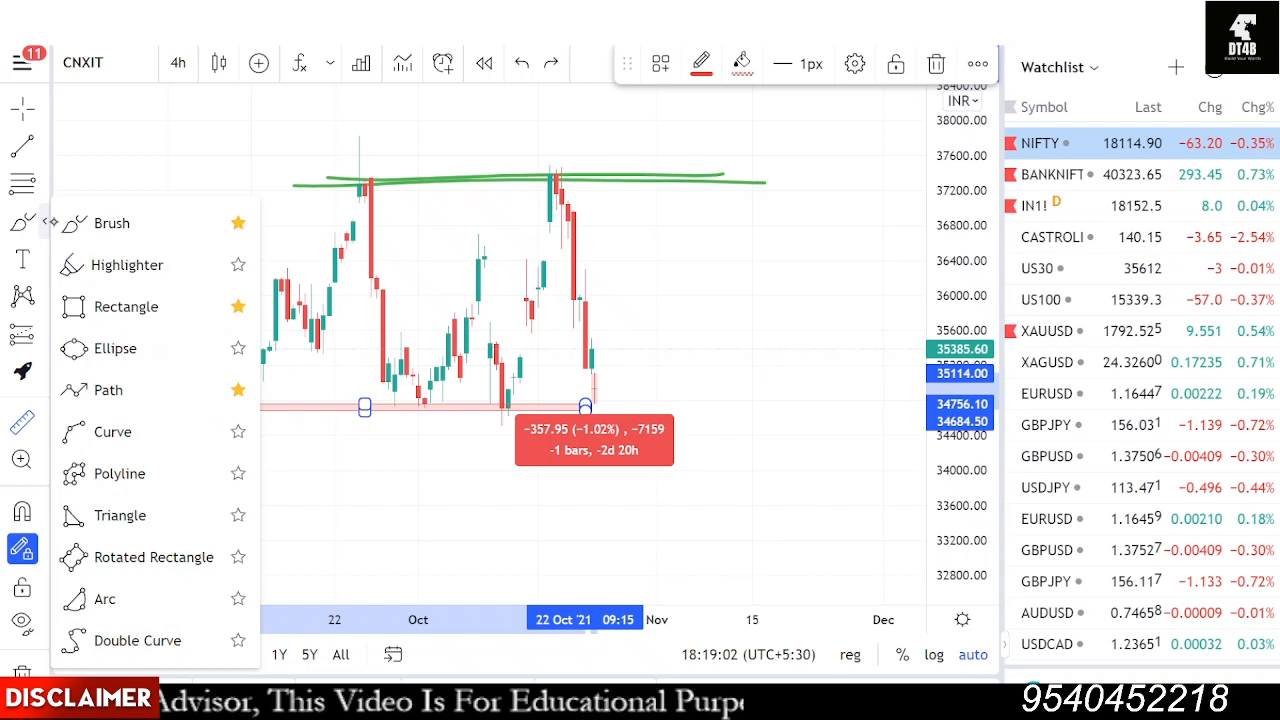 DT4B
Build Your Worth
11
CNXIT
4h
1px
Watchlist
Symbol Last Chg Chg%
NIFTY 18114.90 −63.20 −0.35%
BANKNIFT 40323.65 293.45 0.73%
IN1! D 18152.5 8.0 0.04%
CASTROLI 140.15 −3.65 −2.54%
US30 35612 −3 −0.01%
US100 15339.3 −57.0 −0.37%
XAUUSD 1792.525 9.551 0.54%
XAGUSD 24.32600 0.17235 0.71%
EURUSD 1.16447 0.00222 0.19%
GBPJPY 156.031 −1.139 −0.72%
GBPUSD 1.37506 −0.00409 −0.30%
USDJPY 113.471 −0.496 −0.44%
EURUSD 1.16459 0.00210 0.18%
GBPUSD 1.37527 −0.00409 −0.30%
GBPJPY 156.117 −1.133 −0.72%
AUDUSD 0.74658 −0.00009 −0.01%
USDCAD 1.23651 0.00032 0.03%
38400.00
INR
38000.00
37600.00
37200.00
36800.00
36400.00
36000.00
35600.00
35385.60
35114.00
34756.10
34684.50
34400.00
34000.00
33600.00
33200.00
32800.00
Brush
Highlighter
Rectangle
Ellipse
Path
Curve
Polyline
Triangle
Rotated Rectangle
Arc
Double Curve
−357.95 (−1.02%) , −7159
-1 bars, -2d 20h
22 Oct 22 Oct '21 09:15 Nov 15 Dec
1Y 5Y All
18:19:02 (UTC+5:30) reg % log auto
DISCLAIMER
Advisor, This Video Is For Educational Purpo
9540452218